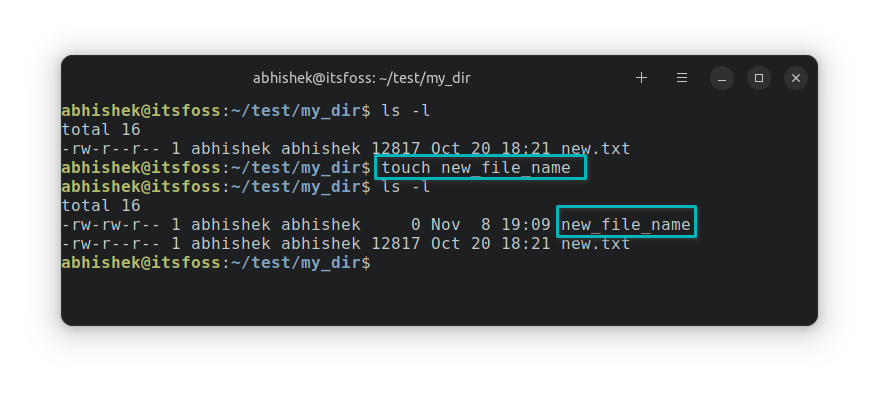 abhishek@itsfoss: ~/test/my_dir
abhishek@itsfoss:~/test/my_dir$ ls -l
total 16
-rw-r--r-- 1 abhishek abhishek 12817 Oct 20 18:21 new.txt
abhishek@itsfoss:~/test/my_dir$ touch new_file_name
abhishek@itsfoss:~/test/my_dir$ ls -l
total 16
-rw-rw-r-- 1 abhishek abhishek     0 Nov  8 19:09 new_file_name
-rw-r--r-- 1 abhishek abhishek 12817 Oct 20 18:21 new.txt
abhishek@itsfoss:~/test/my_dir$